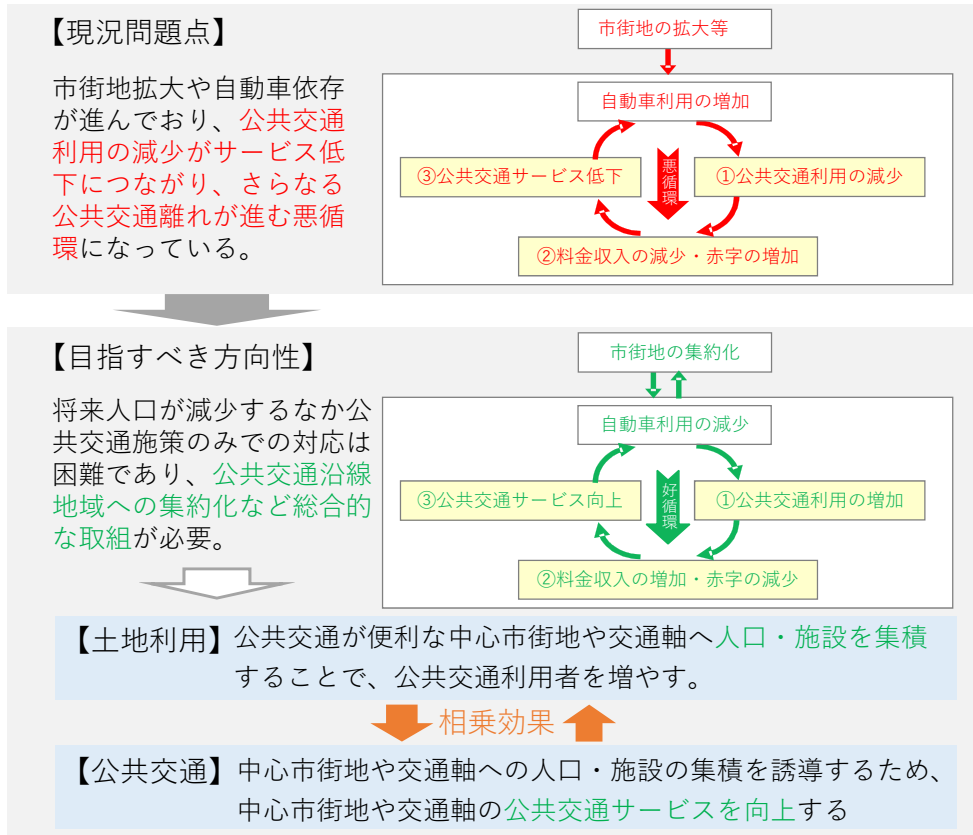 【現況問題点】
市街地拡大や自動車依存
が進んでおり、公共交通
利用の減少がサービス低
下につながり、さらなる
公共交通離れが進む悪循
環になっている。
市街地の拡大等
自動車利用の増加
③公共交通サービス低下
悪循環
①公共交通利用の減少
②料金収入の減少・赤字の増加
【目指すべき方向性】
将来人口が減少するなか公
共交通施策のみでの対応は
困難であり、公共交通沿線
地域への集約化など総合的
な取組が必要。
市街地の集約化
自動車利用の減少
③公共交通サービス向上
好循環
①公共交通利用の増加
②料金収入の増加・赤字の減少
【土地利用】公共交通が便利な中心市街地や交通軸へ人口・施設を集積
することで、公共交通利用者を増やす。
相乗効果
【公共交通】中心市街地や交通軸への人口・施設の集積を誘導するため、
中心市街地や交通軸の公共交通サービスを向上する